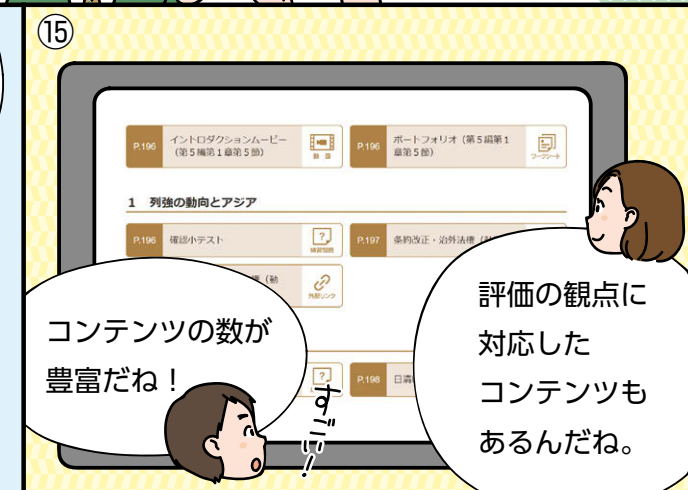 ⑮
P.196
イントロダクションムービー
(第5編第1章第5節)
動 画
P.196
ポートフォリオ(第5編第1
章第5節)
ワークシート
1 列強の動向とアジア
P.196
確認小テスト
練習問題
P.197
条約改正・治外法権
外部リンク
P.198
コンテンツの数が
豊富だね!
すごい!
評価の観点に
対応した
コンテンツも
あるんだね。